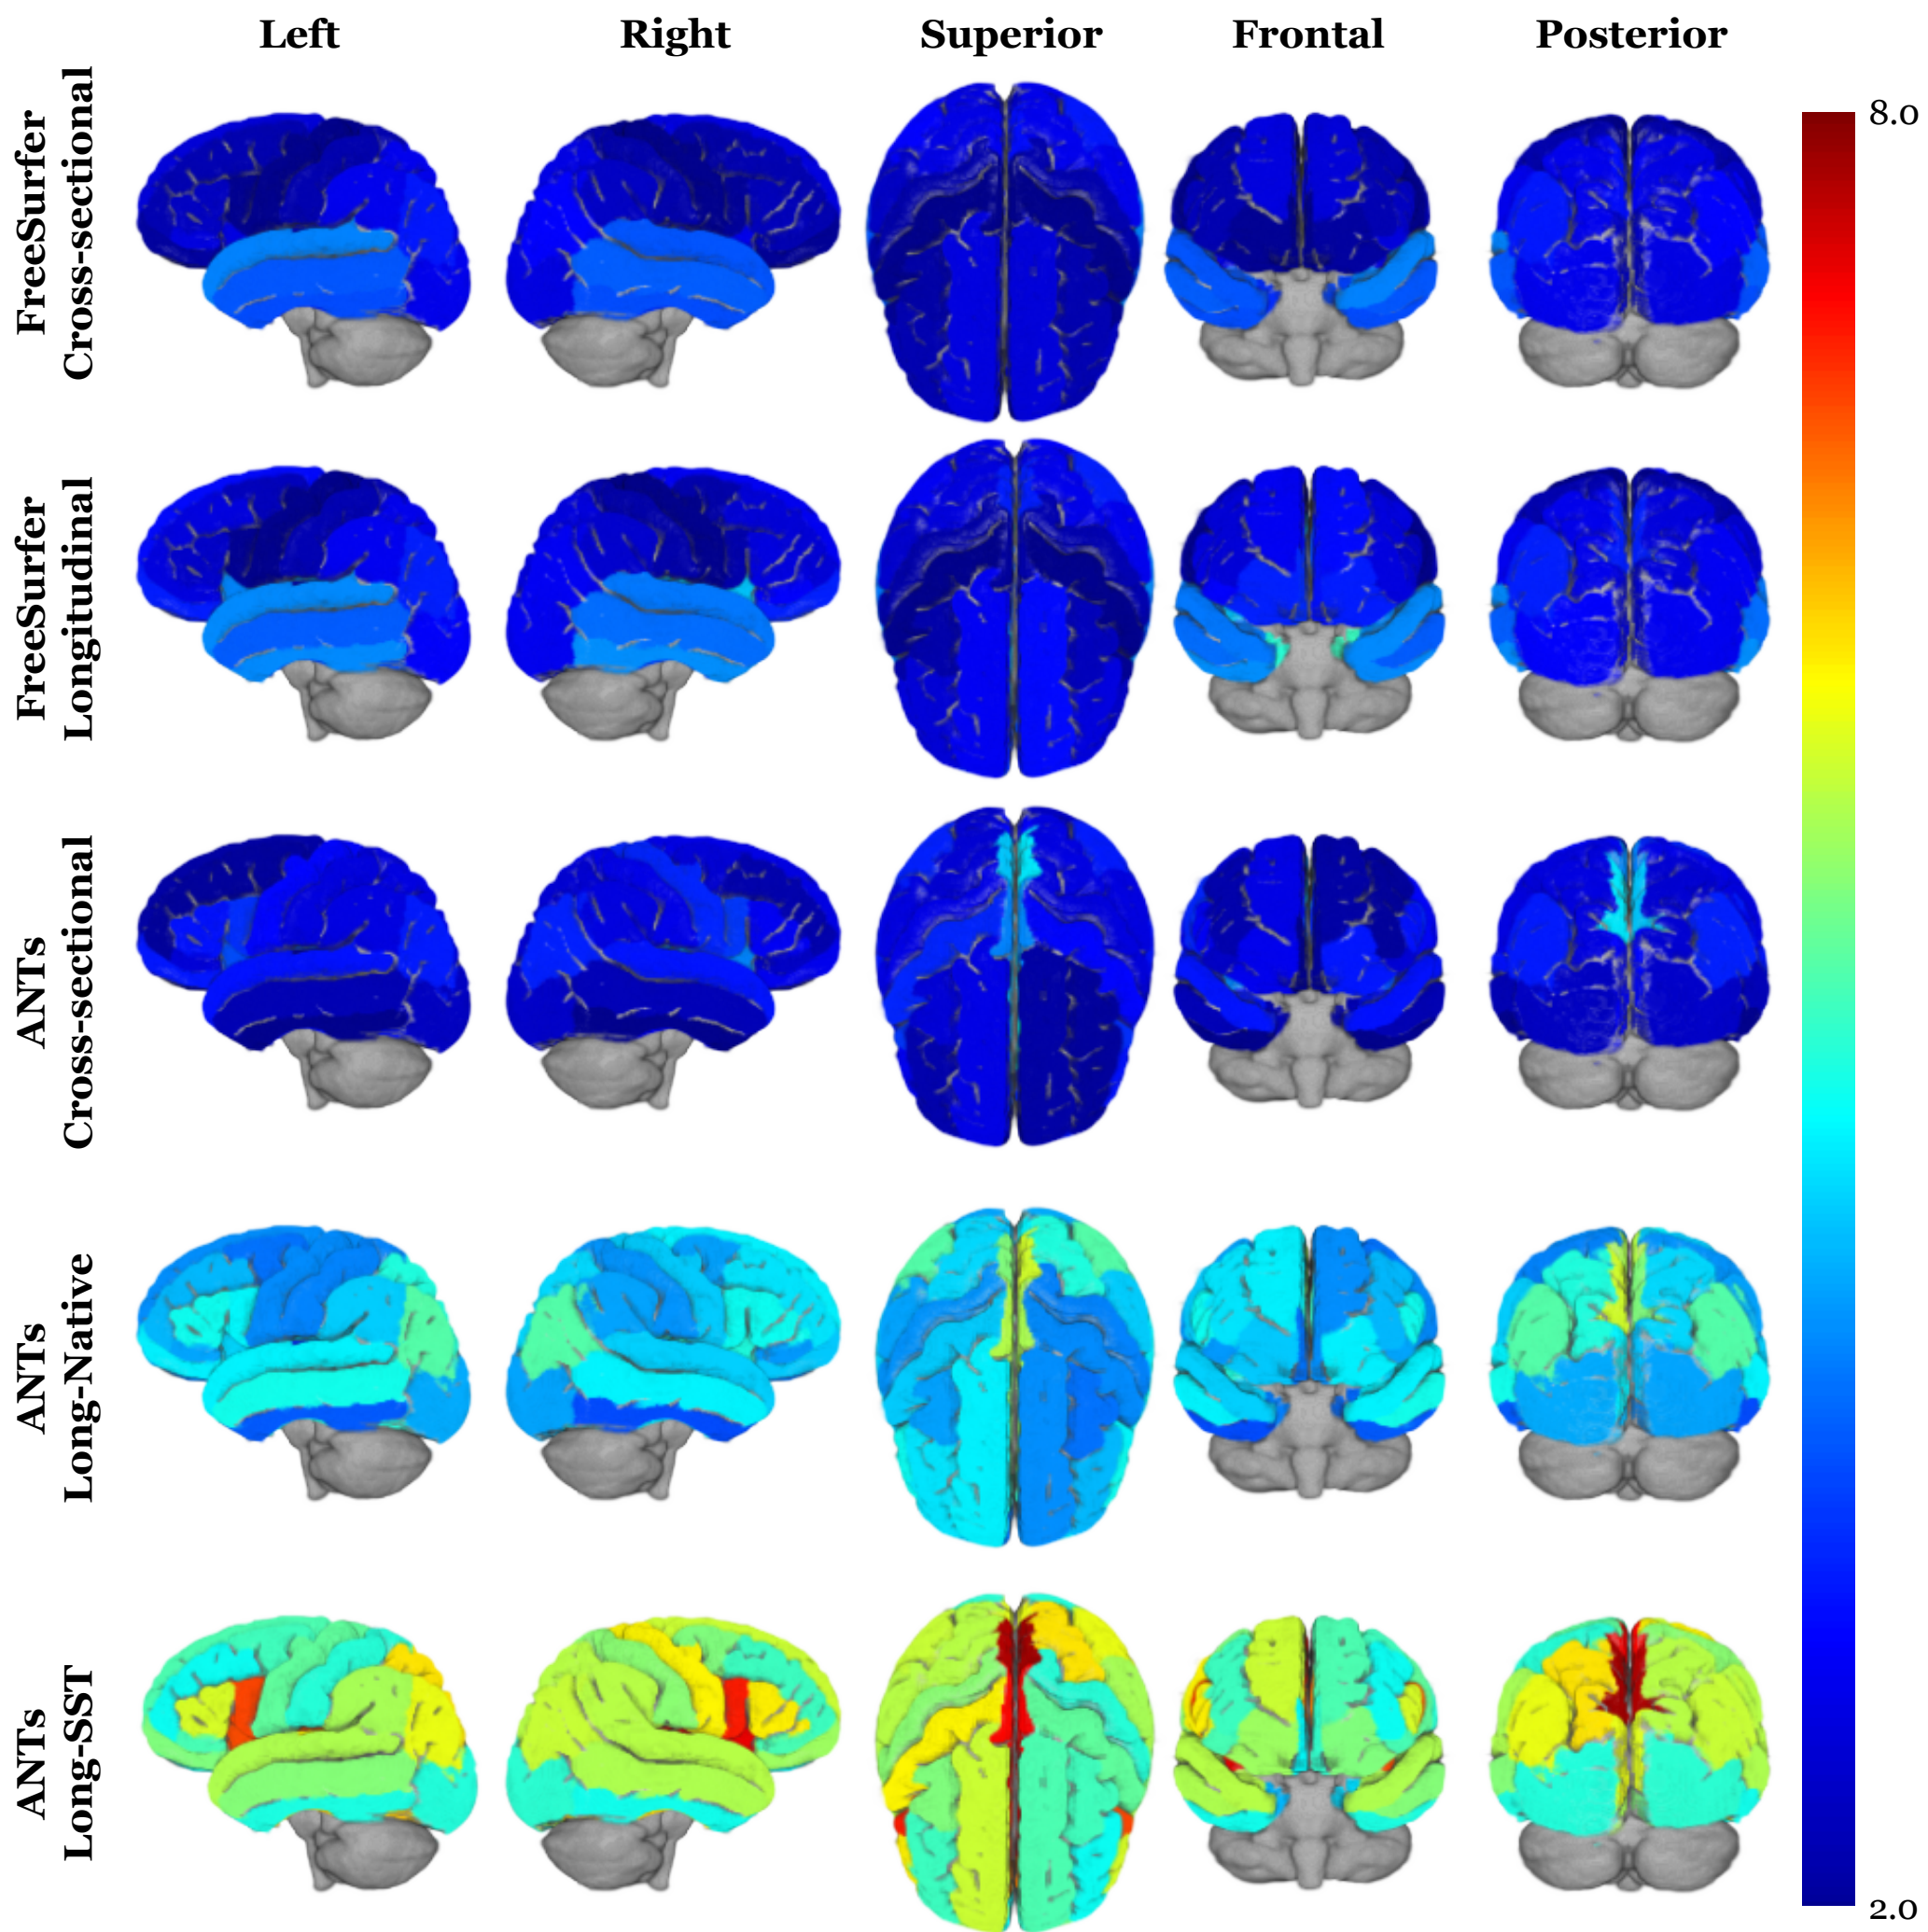 Left Right Superior Frontal Posterior
8.0
FreeSurfer
Cross-sectional
FreeSurfer
Longitudinal
ANTs
Cross-sectional
ANTs
Long-Native
ANTs
Long-SST
2.0